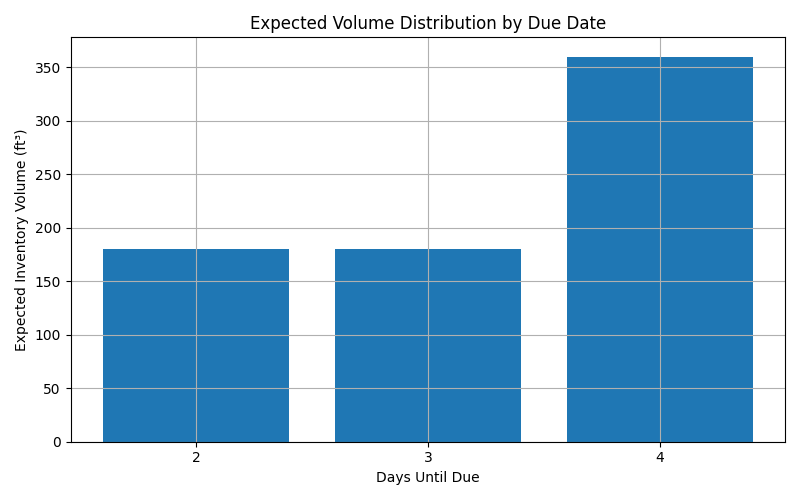 Expected Volume Distribution by Due Date
Expected Inventory Volume (ft³)
350
300
250
200
150
100
50
0
2 3 4
Days Until Due